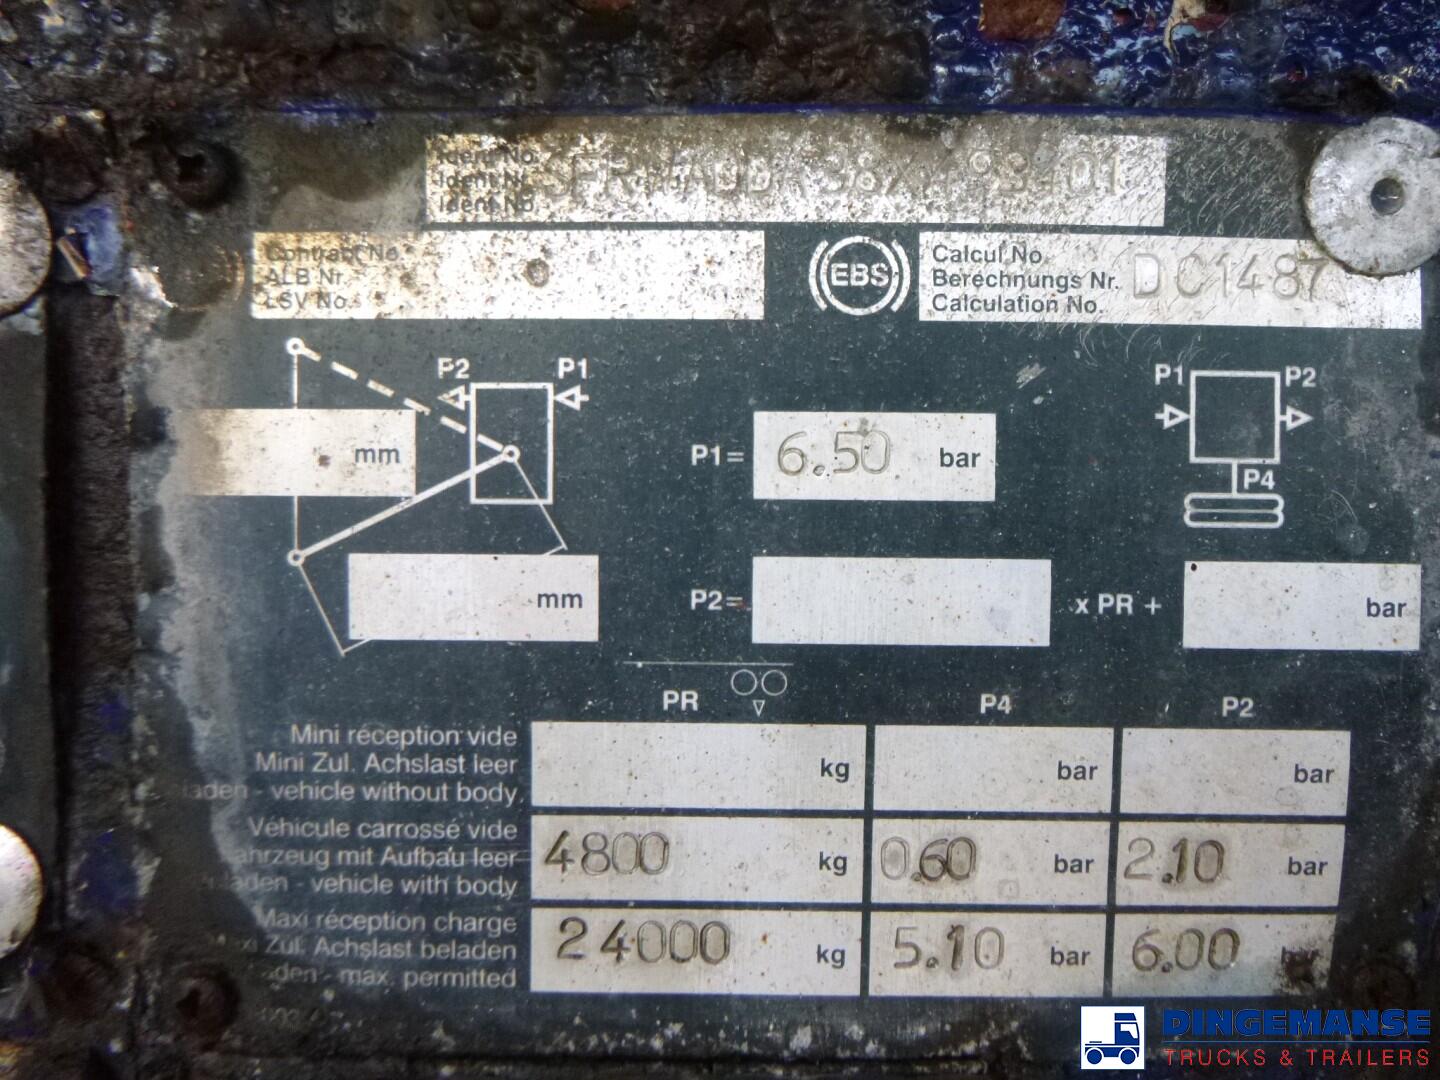 Ident No.
Ident Nr.
Ident No.
Contract No
ALB Nr
LSV No.
EBS
Calcul No.
Berechnungs Nr.
Calculation No.
DC1487
P2 P1
mm
mm
P1= 6.50 bar
P1 P2
P4
P2= x PR + bar
PR P4 P2
Mini réception vide
Mini Zul. Achslast leer
- vehicle without body,
kg bar bar
Véhicule carrossé vide
mit Aufbau leer
- vehicle with body
4800 kg 0.60 bar 2.10 bar
Maxi réception charge
Zul. Achslast beladen
- max. permitted
24000 kg 5.10 bar 6.00 bar
DINGEMANSE
TRUCKS & TRAILERS